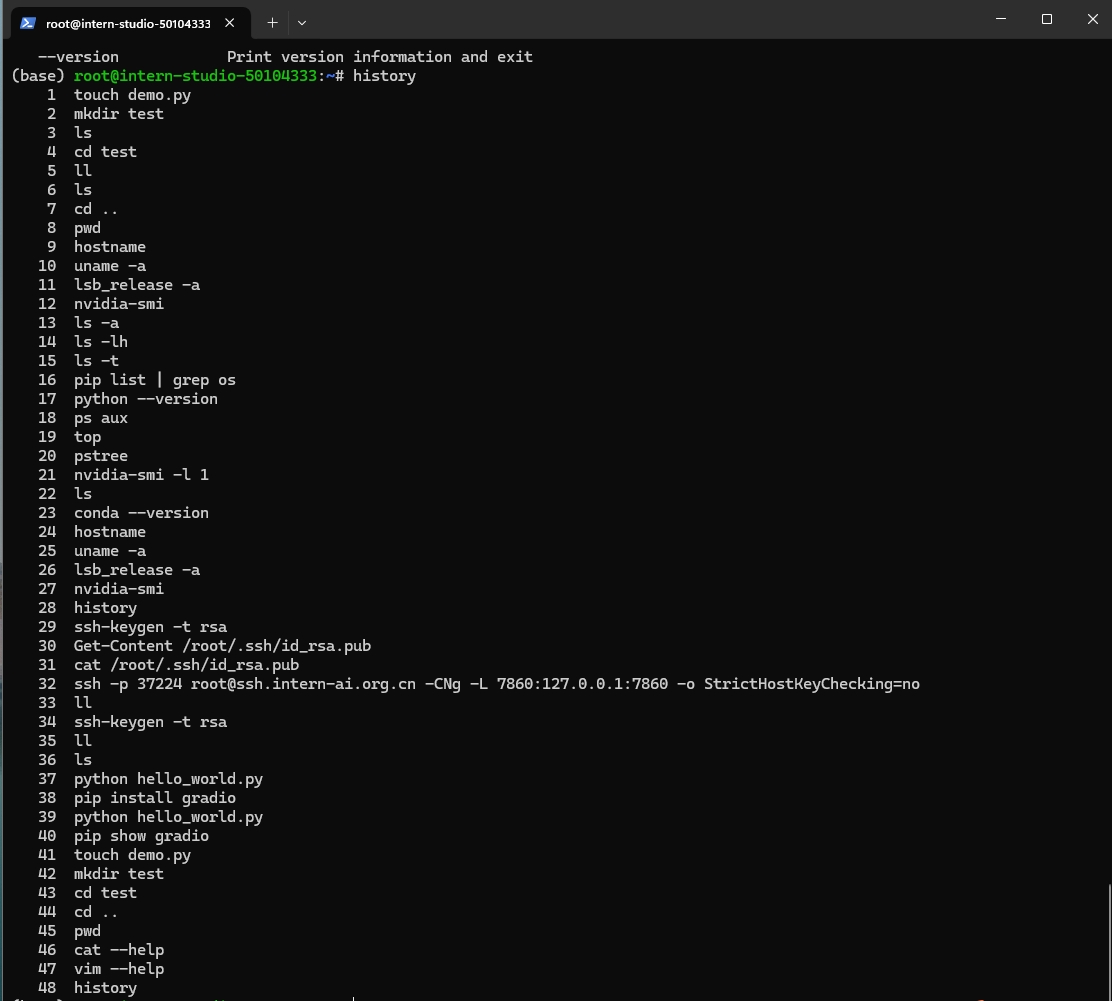 root@intern-studio-50104333
--version Print version information and exit
(base) root@intern-studio-50104333:~# history
1 touch demo.py
2 mkdir test
3 ls
4 cd test
5 ll
6 ls
7 cd ..
8 pwd
9 hostname
10 uname -a
11 lsb_release -a
12 nvidia-smi
13 ls -a
14 ls -lh
15 ls -t
16 pip list | grep os
17 python --version
18 ps aux
19 top
20 pstree
21 nvidia-smi -l 1
22 ls
23 conda --version
24 hostname
25 uname -a
26 lsb_release -a
27 nvidia-smi
28 history
29 ssh-keygen -t rsa
30 Get-Content /root/.ssh/id_rsa.pub
31 cat /root/.ssh/id_rsa.pub
32 ssh -p 37224 root@ssh.intern-ai.org.cn -CNg -L 7860:127.0.0.1:7860 -o StrictHostKeyChecking=no
33 ll
34 ssh-keygen -t rsa
35 ll
36 ls
37 python hello_world.py
38 pip install gradio
39 python hello_world.py
40 pip show gradio
41 touch demo.py
42 mkdir test
43 cd test
44 cd ..
45 pwd
46 cat --help
47 vim --help
48 history